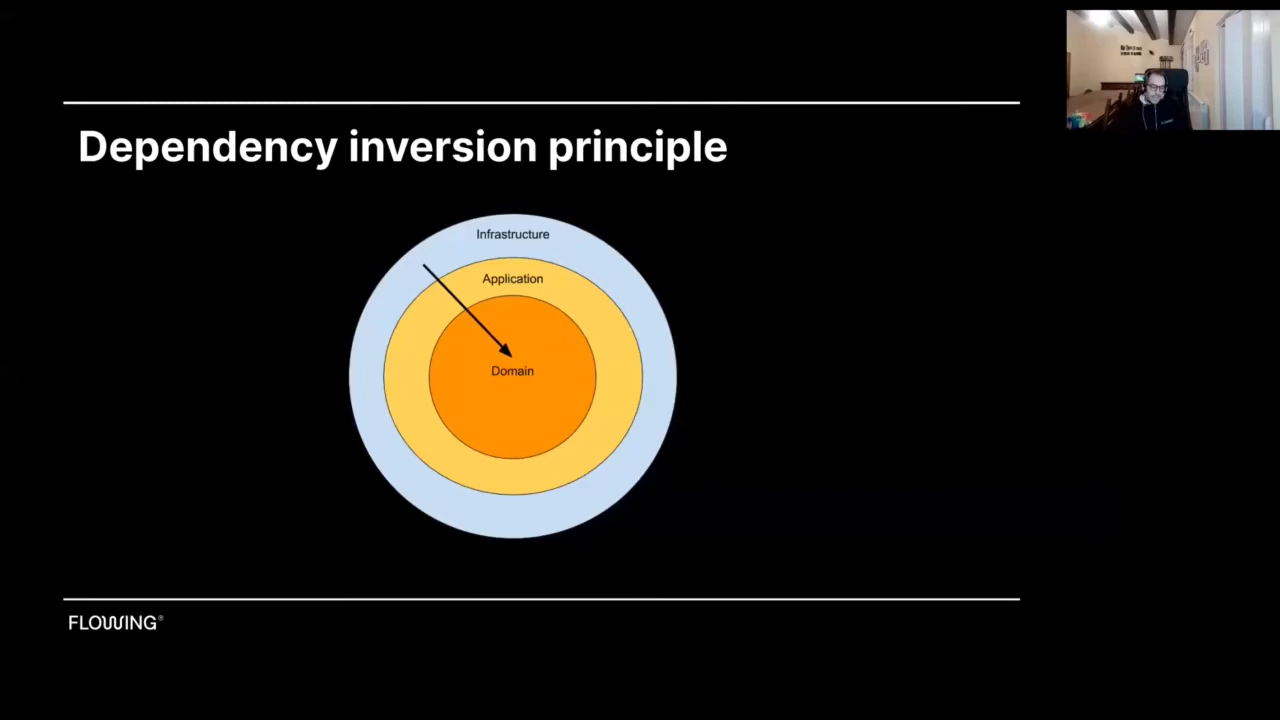 Dependency inversion principle
Infrastructure
Application
Domain
FLOWING®